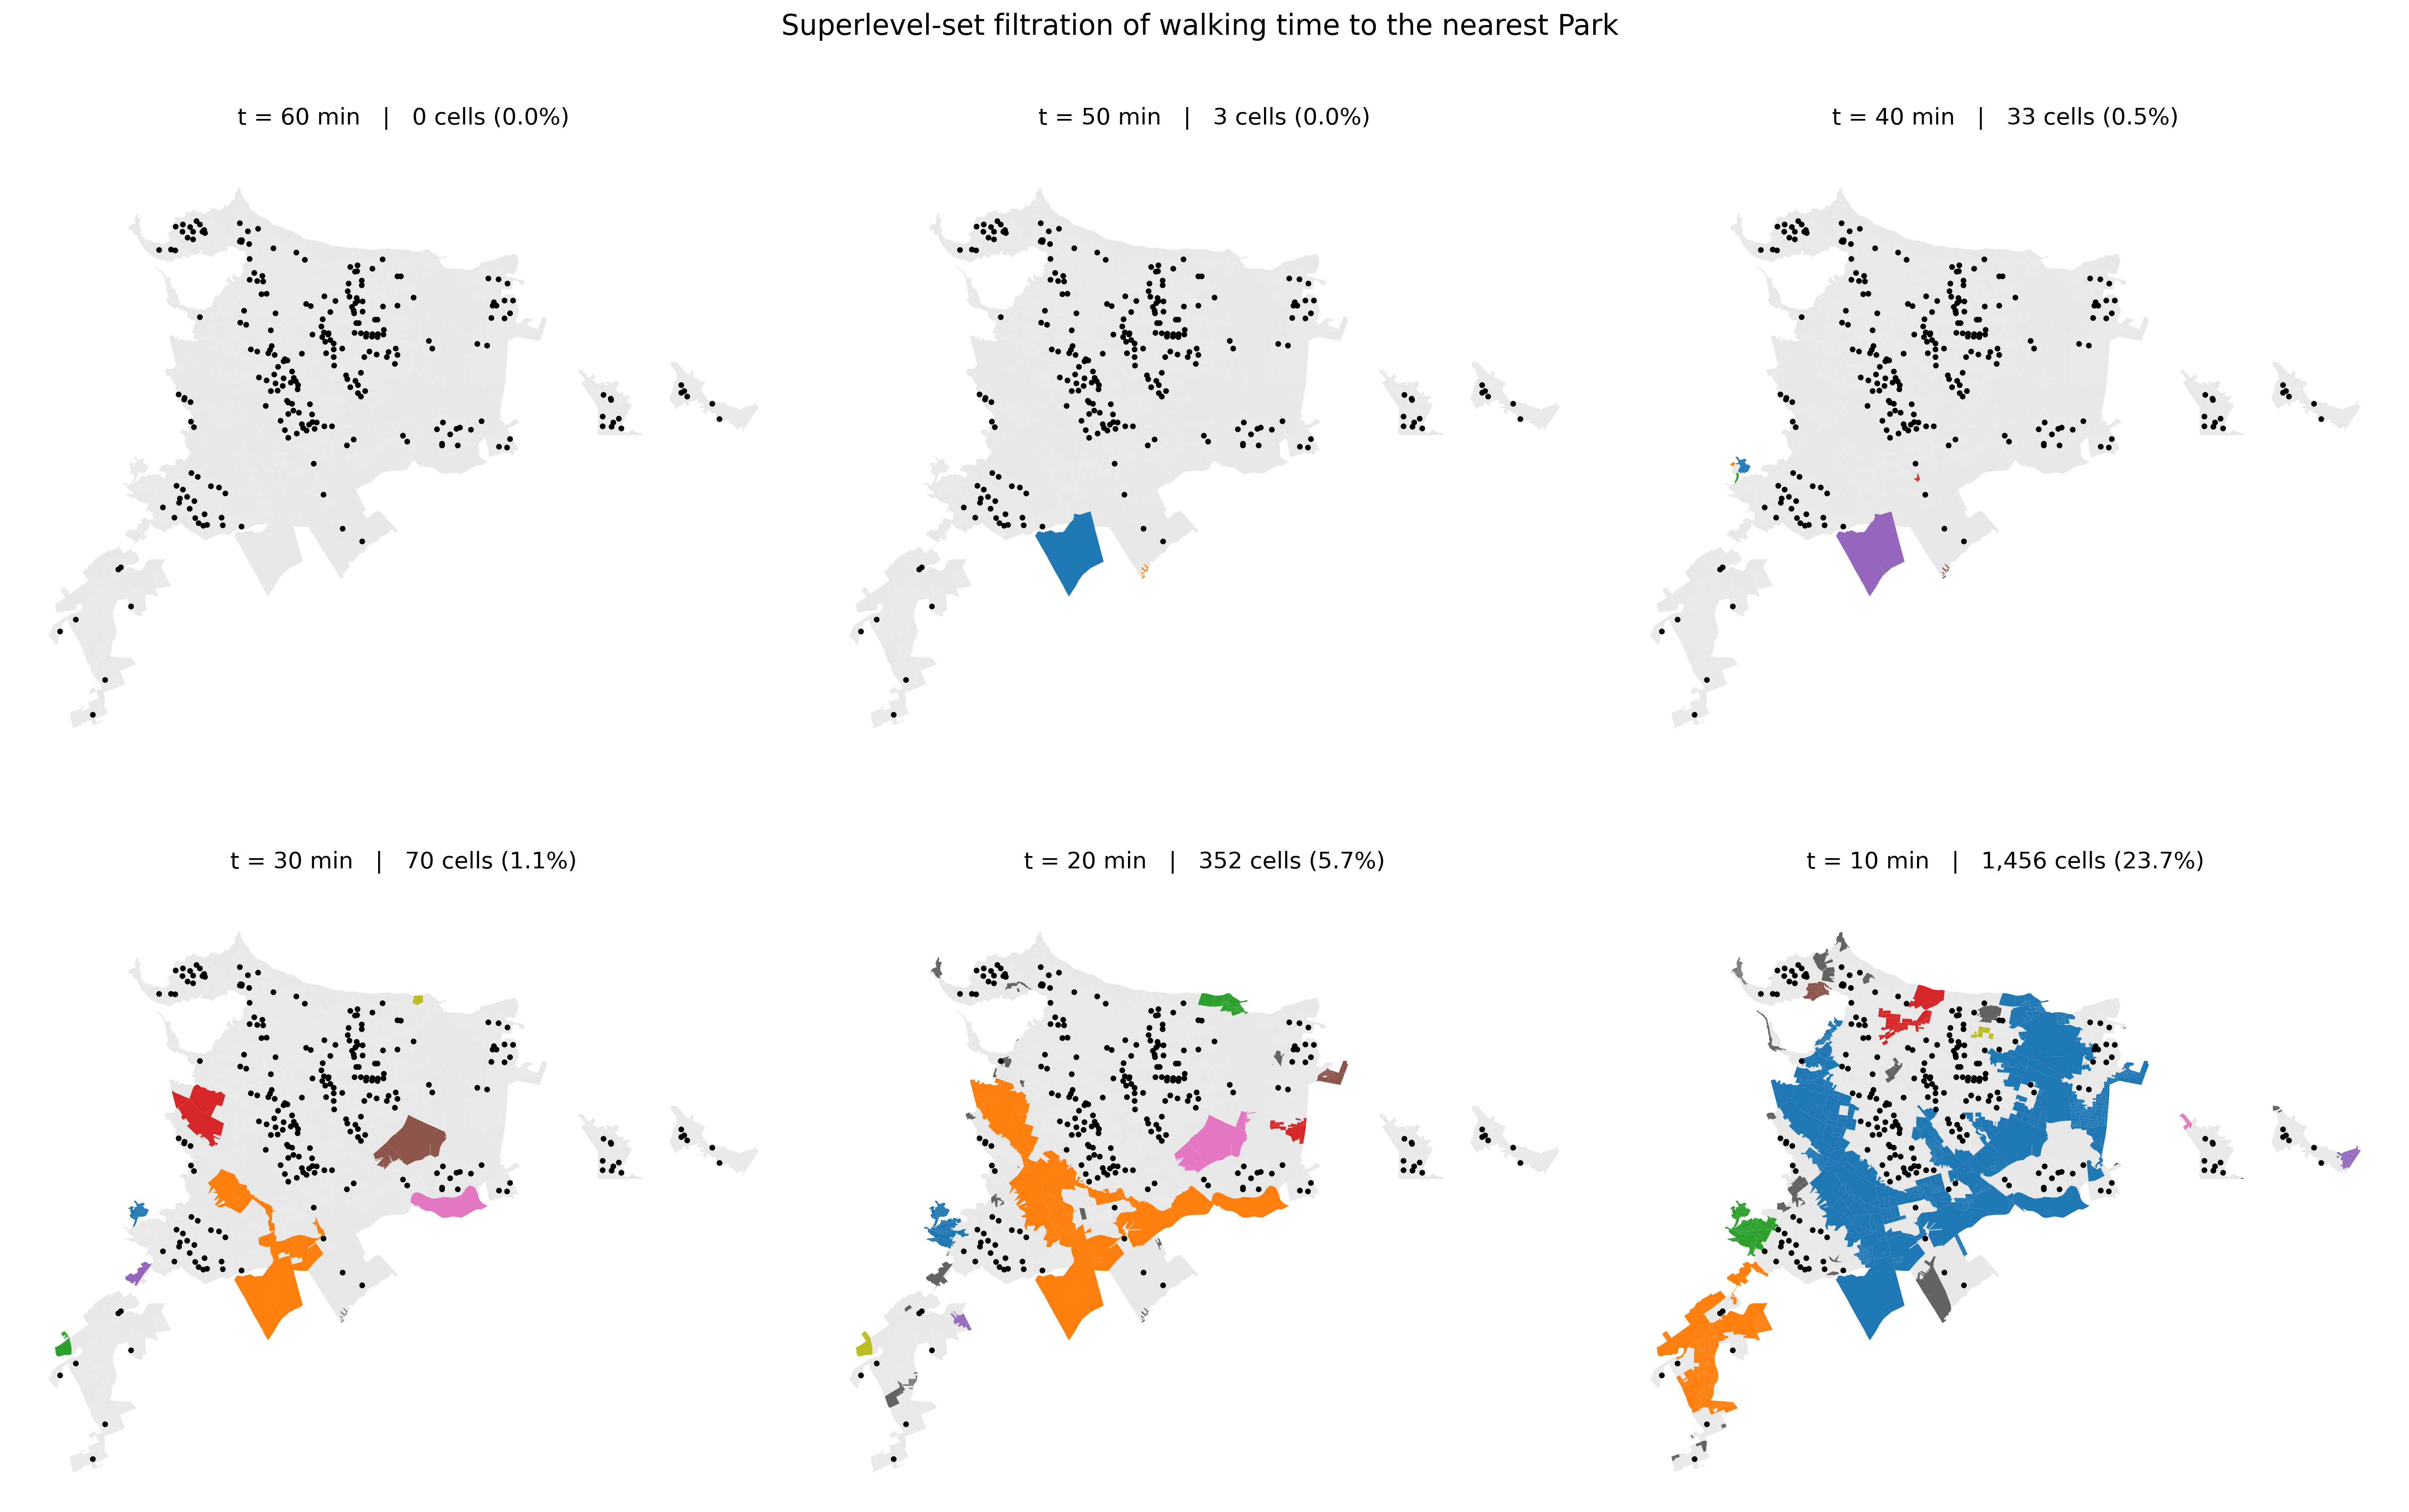 Superlevel-set filtration of walking time to the nearest Park
t = 60 min | 0 cells (0.0%)
t = 50 min | 3 cells (0.0%)
t = 40 min | 33 cells (0.5%)
t = 30 min | 70 cells (1.1%)
t = 20 min | 352 cells (5.7%)
t = 10 min | 1,456 cells (23.7%)